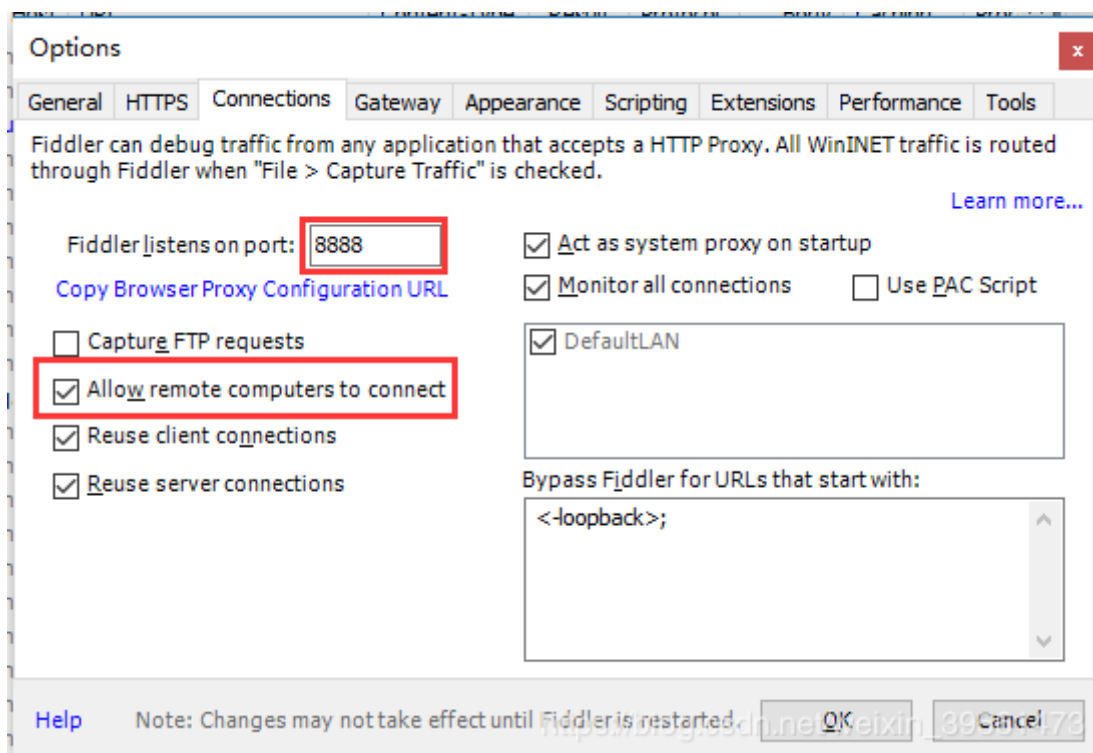 Options
x
General HTTPS Connections Gateway Appearance Scripting Extensions Performance Tools
Fiddler can debug traffic from any application that accepts a HTTP Proxy. All WinINET traffic is routed
through Fiddler when "File > Capture Traffic" is checked.
Learn more...
Fiddler listens on port: 8888
Act as system proxy on startup
Copy Browser Proxy Configuration URL
Monitor all connections
Use PAC Script
Capture FTP requests
DefaultLAN
Allow remote computers to connect
Reuse client connections
Reuse server connections
Bypass Fiddler for URLs that start with:
<-loopback>;
Help
Note: Changes may not take effect until Fiddler is restarted.
OK
Cancel